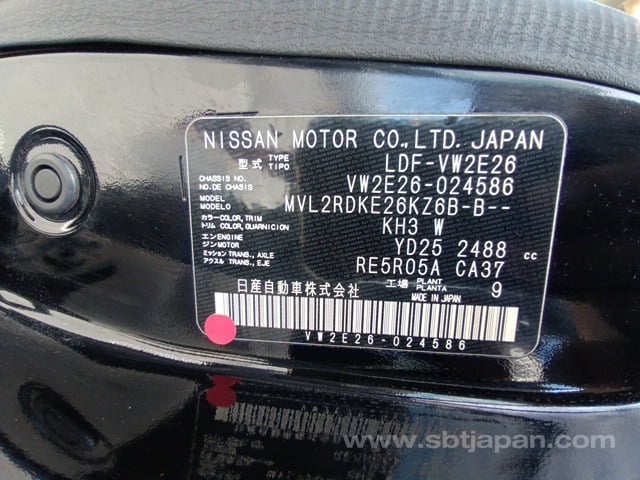 NISSAN MOTOR CO.,LTD. JAPAN
型式 TYPE TIPO LDF-VW2E26
CHASSIS NO. NO. DE CHASIS VW2E26-024586
MODEL MODELO MVL2RDKE26KZ6B-B--
カラー COLOR, TRIM トリム COLOR, GUARNICION KH3 W
エンジン ENGINE MOTOR YD25 2488 cc
ミッション TRANS., AXLE アクスル TRANS., EJE RE5R05A CA37
日産自動車株式会社 工場 PLANT PLANTA 9
MADE IN JAPAN
VW2E26-024586
www.sbtjapan.com